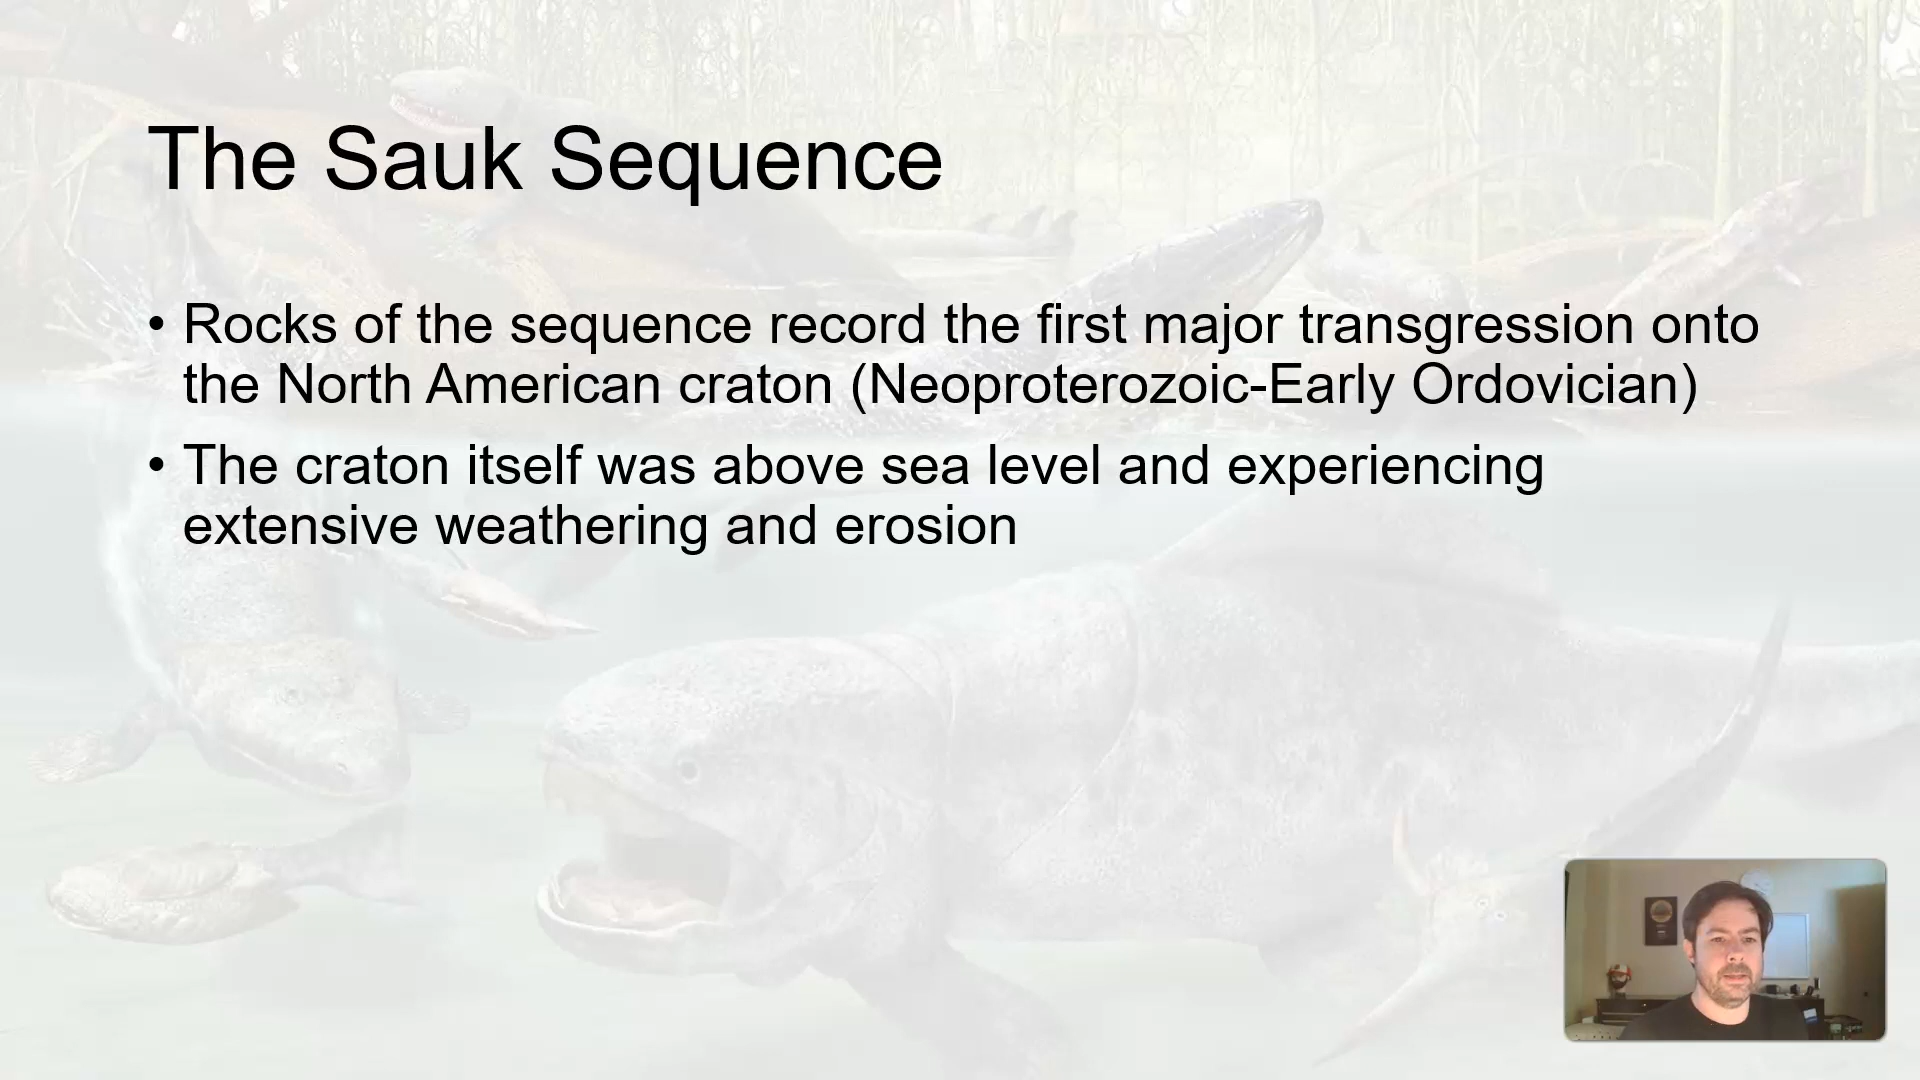 The Sauk Sequence
• Rocks of the sequence record the first major transgression onto
the North American craton (Neoproterozoic-Early Ordovician)
• The craton itself was above sea level and experiencing
extensive weathering and erosion